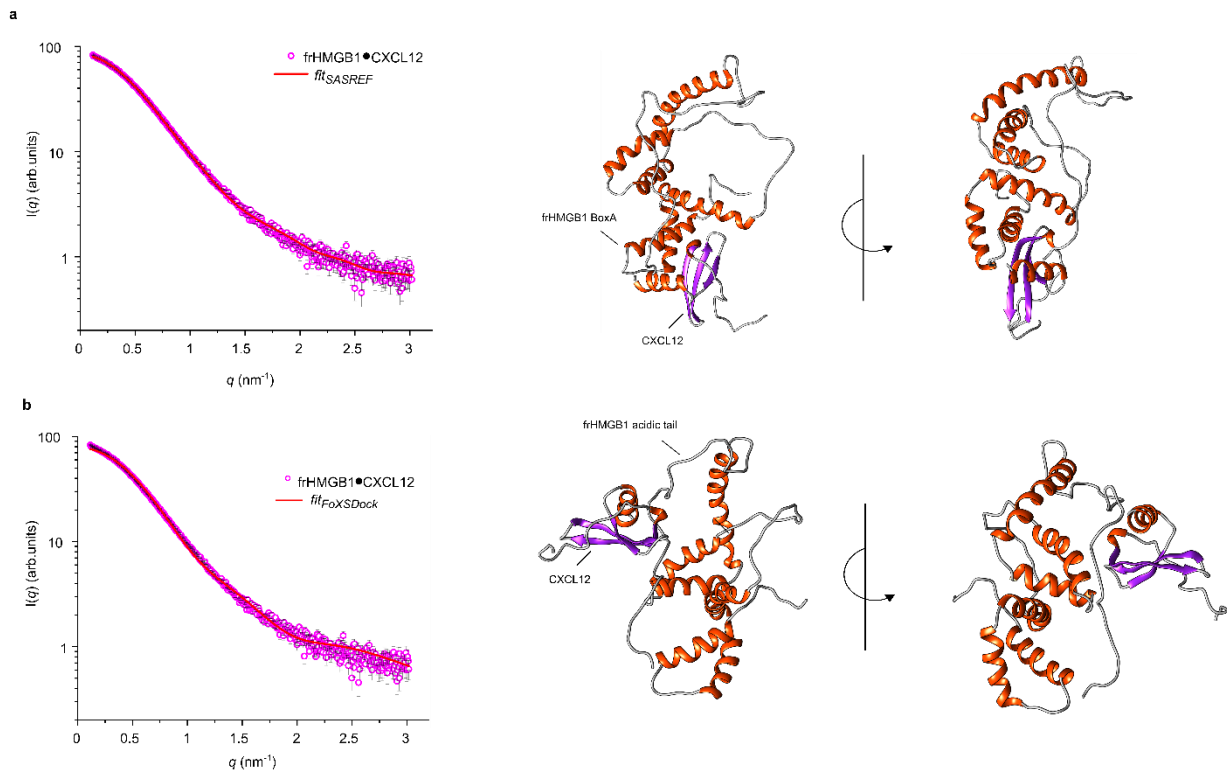 a
frHMGB1●CXCL12
fit_SASREF
I(q) (arb.units)
100
10
1
0
0.5
1
1.5
2
2.5
3
q (nm⁻¹)
frHMGB1 BoxA
CXCL12
b
frHMGB1●CXCL12
fit_FoXSDock
I(q) (arb.units)
100
10
1
0
0.5
1
1.5
2
2.5
3
q (nm⁻¹)
frHMGB1 acidic tail
CXCL12